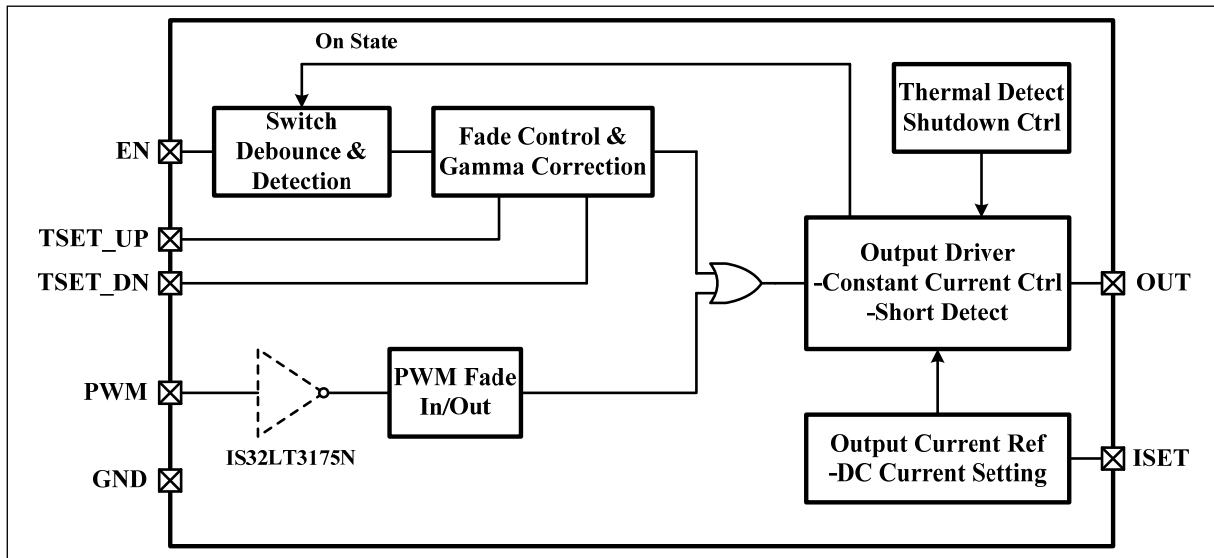 On State
Thermal Detect
Shutdown Ctrl
EN
Switch
Debounce &
Detection
Fade Control &
Gamma Correction
TSET_UP
TSET_DN
Output Driver
-Constant Current Ctrl
-Short Detect
OUT
PWM
PWM Fade
In/Out
IS32LT3175N
Output Current Ref
-DC Current Setting
ISET
GND